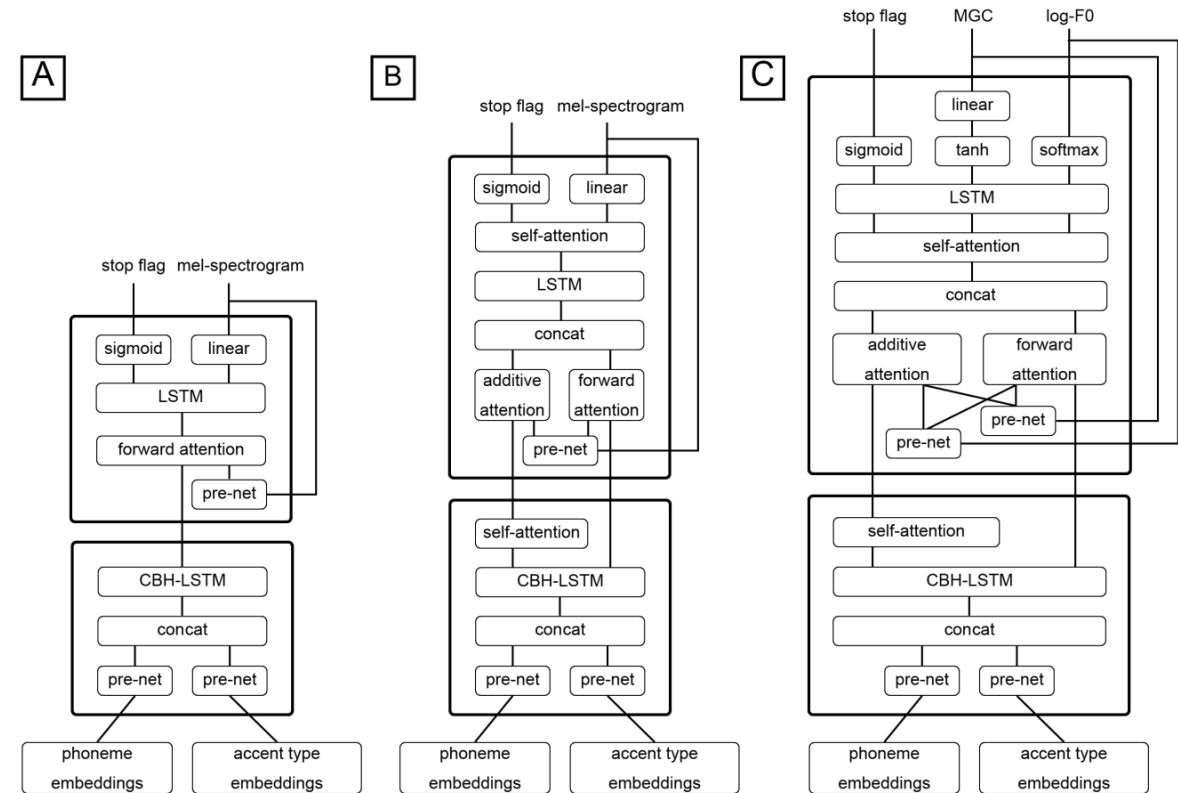 A
stop flag mel-spectrogram
sigmoid linear
LSTM
forward attention
pre-net
CBH-LSTM
concat
pre-net pre-net
phoneme
embeddings
accent type
embeddings
B
stop flag mel-spectrogram
sigmoid linear
self-attention
LSTM
concat
additive
attention
forward
attention
pre-net
self-attention
CBH-LSTM
concat
pre-net pre-net
phoneme
embeddings
accent type
embeddings
C
stop flag MGC log-F0
linear
sigmoid tanh softmax
LSTM
self-attention
concat
additive
attention
forward
attention
pre-net
pre-net
self-attention
CBH-LSTM
concat
pre-net pre-net
phoneme
embeddings
accent type
embeddings